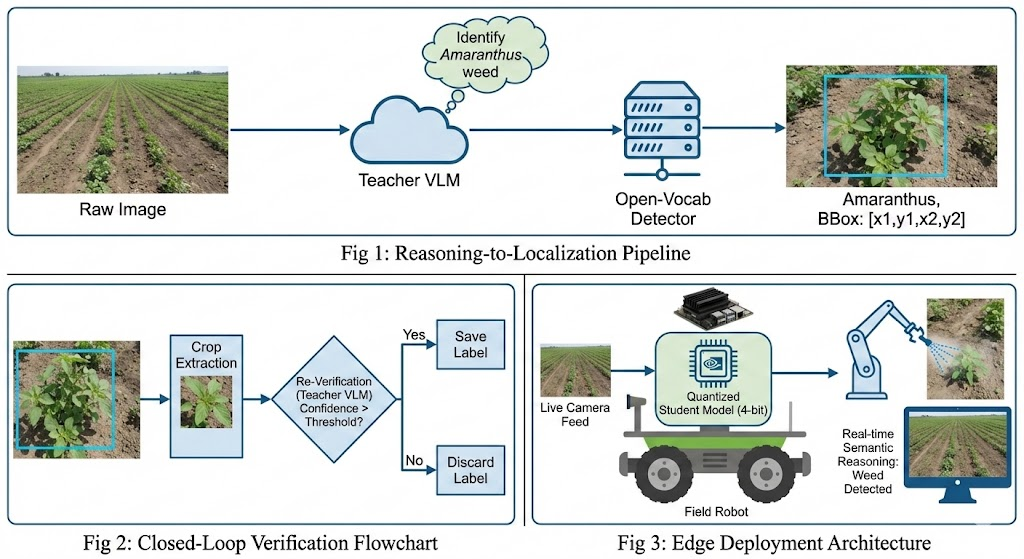 Identify
Amaranthus
weed
Raw Image
Teacher VLM
Open-Vocab
Detector
Amaranthus,
BBox: [x1,y1,x2,y2]
Fig 1: Reasoning-to-Localization Pipeline
Crop
Extraction
Re-Verification
(Teacher VLM)
Confidence >
Threshold?
Yes
Save
Label
No
Discard
Label
Fig 2: Closed-Loop Verification Flowchart
Live Camera
Feed
Quantized
Student Model (4-bit)
Field Robot
Real-time
Semantic
Reasoning:
Weed
Detected
Fig 3: Edge Deployment Architecture